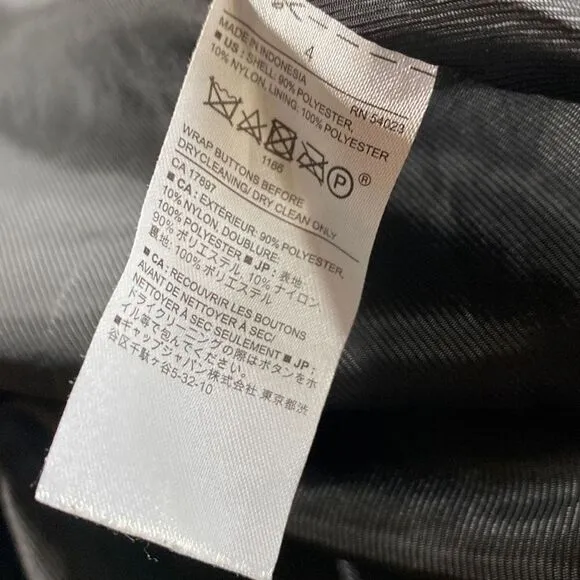 4
MADE IN INDONESIA
RN 54023
■ US : SHELL: 90% POLYESTER,
10% NYLON. LINING: 100% POLYESTER
P ®
1166
WRAP BUTTONS BEFORE
DRYCLEANING/ DRY CLEAN ONLY
CA 17897
■ CA : EXTERIEUR: 90% POLYESTER,
10% NYLON. DOUBLURE:
100% POLYESTER ■ JP : 表地:
90% ポリエステル, 10% ナイロン,
裏地: 100% ポリエステル
■ CA : RECOUVRIR LES BOUTONS
AVANT DE NETTOYER A SEC/
NETTOYER A SEC SEULEMENT ■ JP :
ドライクリーニングの際はボタンをホ
イル等で包んでください。
■ギャップジャパン株式会社 東京都渋
谷区千駄ヶ谷5-32-10